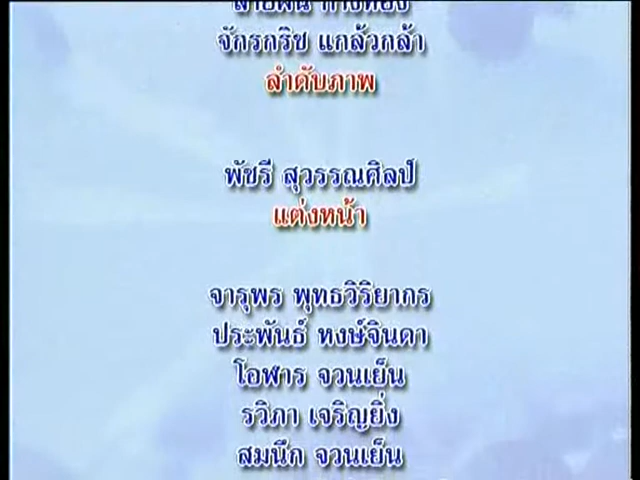 จักรกริช แกล้วกล้า
ลำดับภาพ
พัชรี สุวรรณศิลป์
แต่งหน้า
จารุพร พุทธวิริยากร
ประพันธ์ หงษ์จินดา
โอฬาร จวนเย็น
รวิภา เจริญยิ่ง
สมนึก จวนเย็น